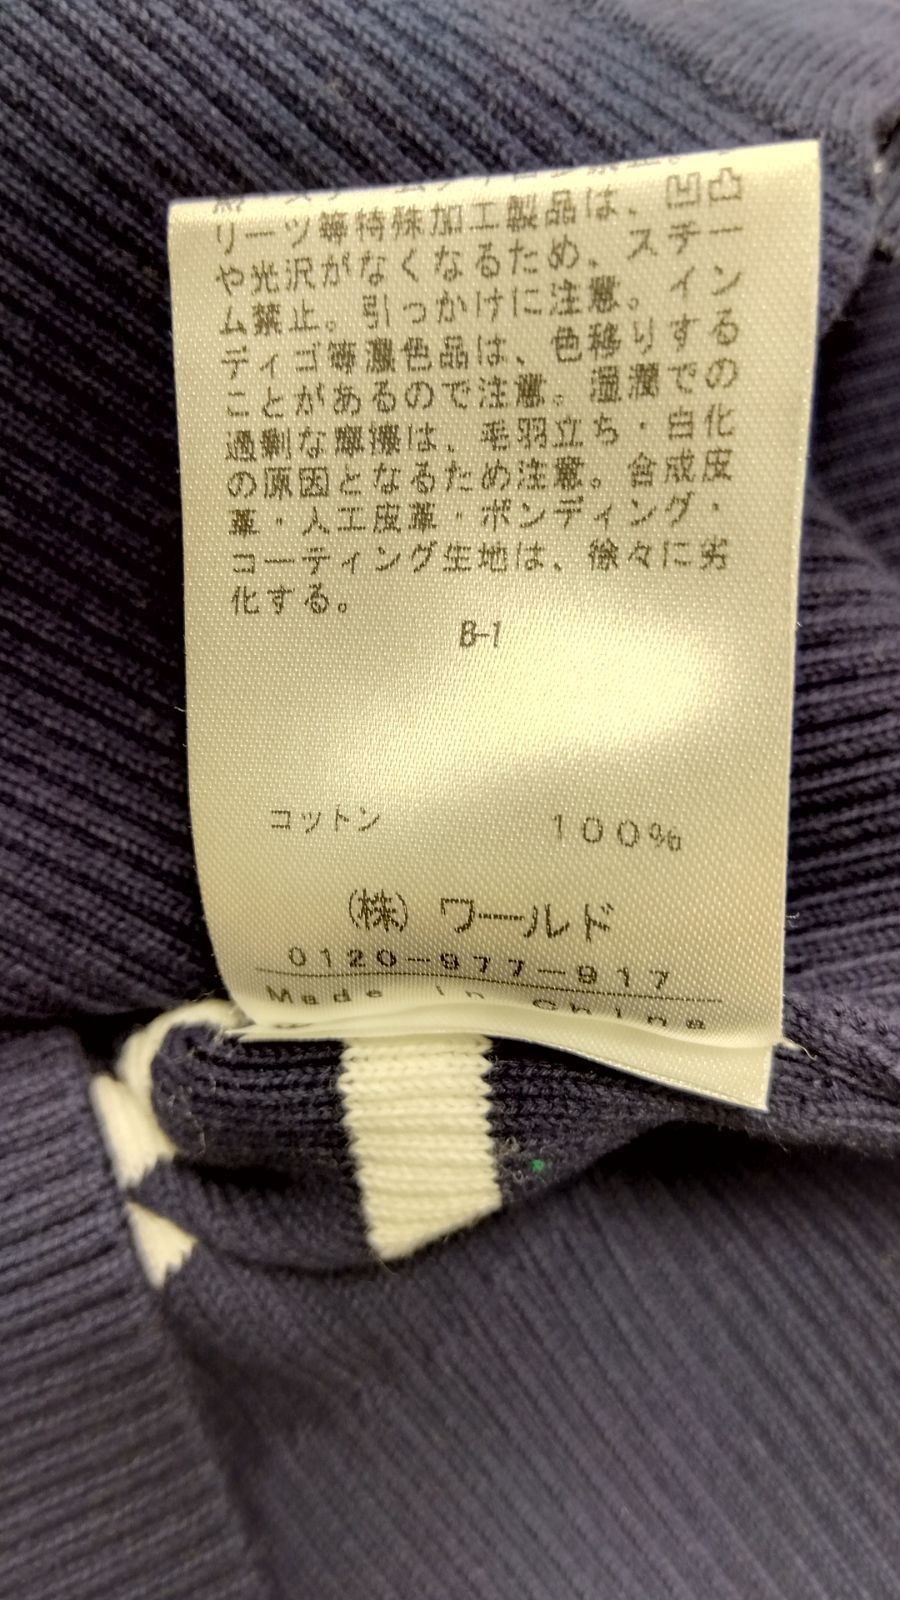 リーツ等特殊加工製品は、凹凸
や光沢がなくなるため、スチー
ム禁止。引っかけに注意。イン
ディゴ等濃色品は、色移りする
ことがあるので注意。湿潤での
過剰な摩擦は、毛羽立ち・白化
の原因となるため注意。合成皮
革・人工皮革・ボンディング・
コーティング生地は、徐々に劣
化する。
B-1
コットン 100%
(株) ワールド
0120-977-917
Made in China